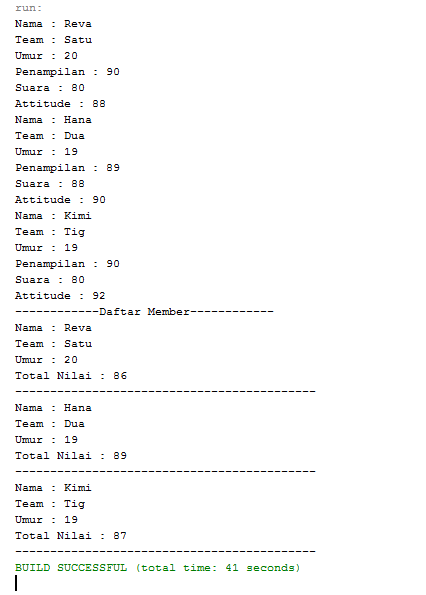 run:
Nama : Reva
Team : Satu
Umur : 20
Penampilan : 90
Suara : 80
Attitude : 88
Nama : Hana
Team : Dua
Umur : 19
Penampilan : 89
Suara : 88
Attitude : 90
Nama : Kimi
Team : Tig
Umur : 19
Penampilan : 90
Suara : 80
Attitude : 92
------------Daftar Member------------
Nama : Reva
Team : Satu
Umur : 20
Total Nilai : 86
-------------------------------------------
Nama : Hana
Team : Dua
Umur : 19
Total Nilai : 89
-------------------------------------------
Nama : Kimi
Team : Tig
Umur : 19
Total Nilai : 87
-------------------------------------------
BUILD SUCCESSFUL (total time: 41 seconds)